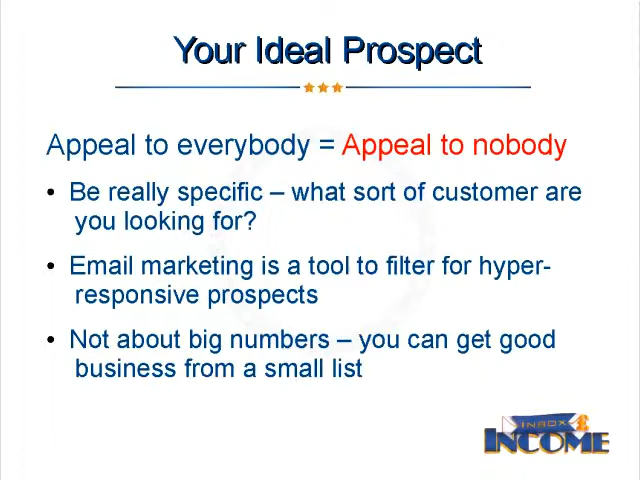 Your Ideal Prospect
Appeal to everybody = Appeal to nobody
• Be really specific – what sort of customer are
you looking for?
• Email marketing is a tool to filter for hyper-
responsive prospects
• Not about big numbers – you can get good
business from a small list
INBOX £
INCOME